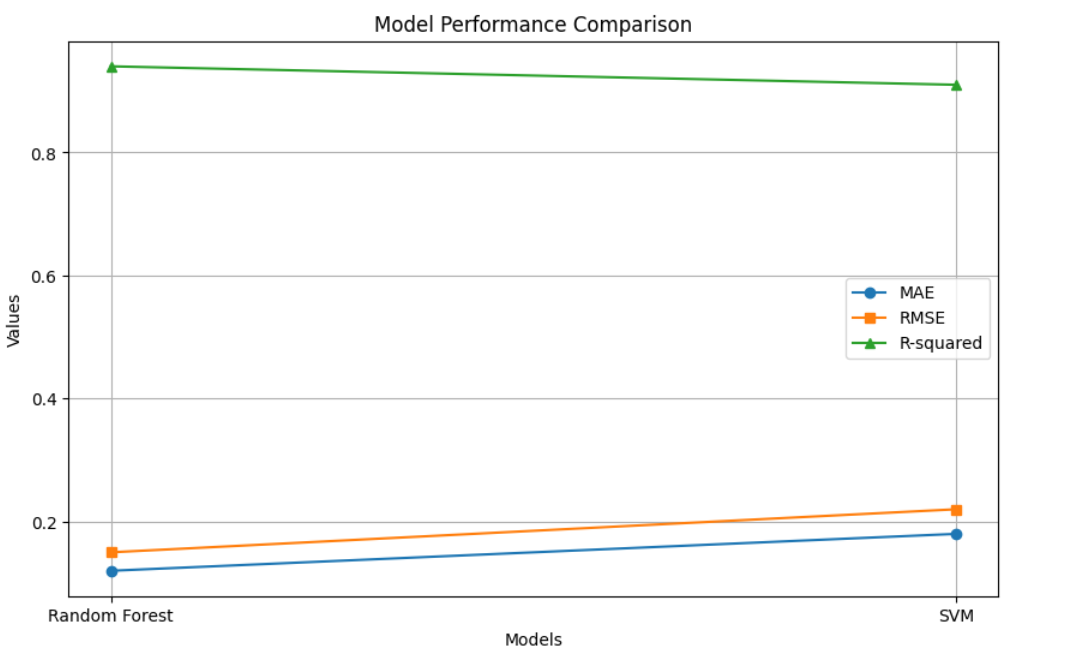 Model Performance Comparison
Values
0.8
0.6
0.4
0.2
MAE
RMSE
R-squared
Random Forest
SVM
Models